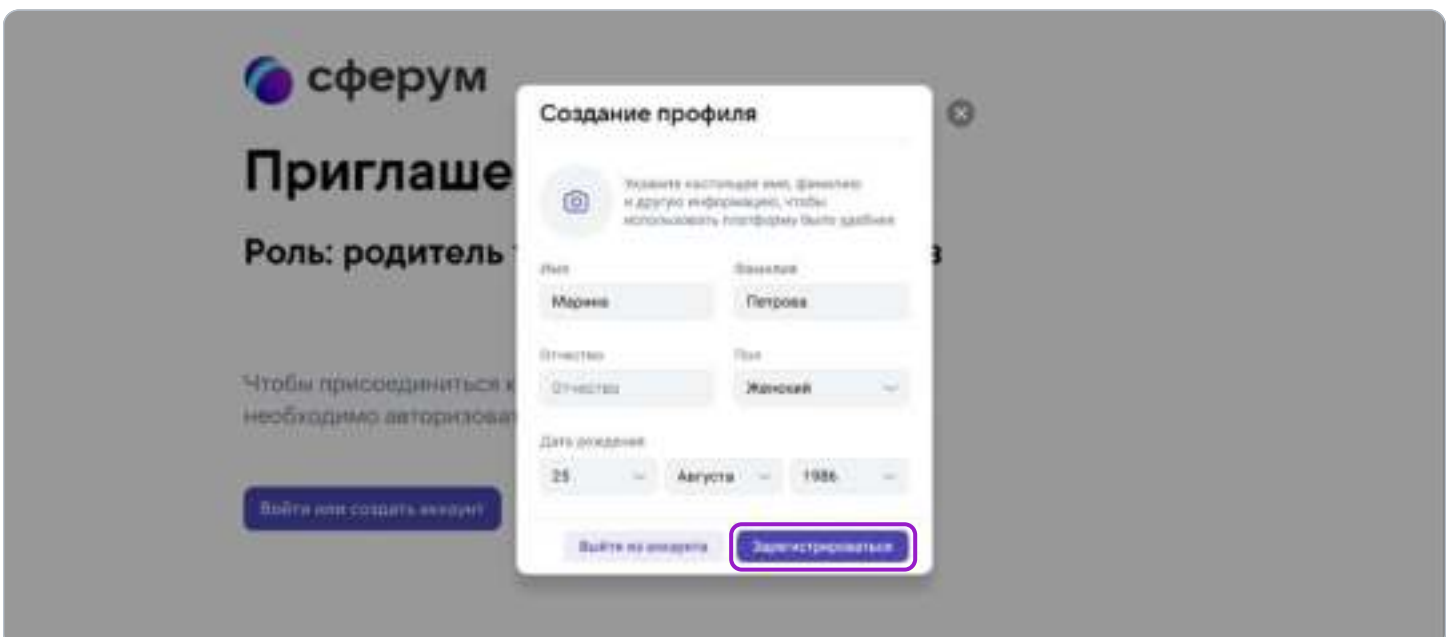 сферум
Создание профиля
Приглаше
Укажите настоящее имя, фамилию
и другую информацию, чтобы
использовать платформу было удобнее
Роль: родитель
в
Имя
Фамилия
Марина
Петрова
Отчество
Пол
Отчество
Женский
Чтобы присоединиться к
необходимо авторизоват
Дата рождения
25
Августа
1986
Войти или создать аккаунт
Выйти из аккаунта
Зарегистрироваться